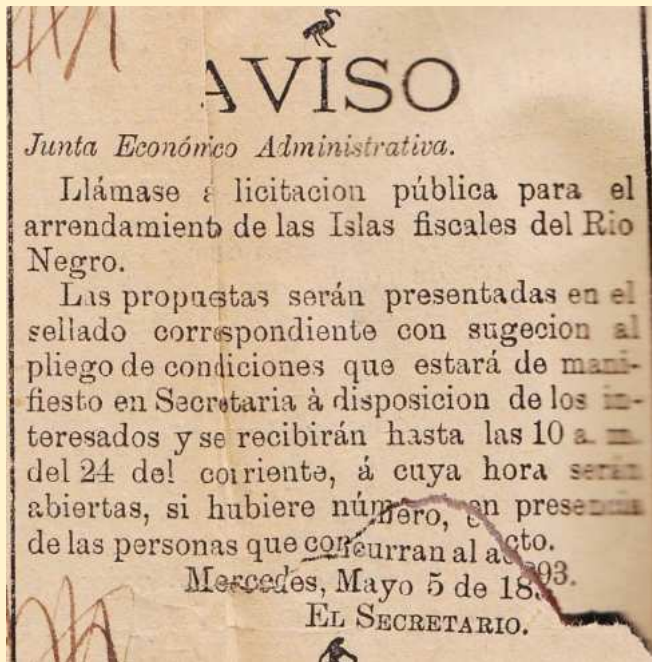 AVISO
Junta Económico Administrativa.
Llámase á licitacion pública para el
arrendamiento de las Islas fiscales del Rio
Negro.
Las propuestas serán presentadas en el
sellado correspondiente con sugecion al
pliego de condiciones que estará de mani-
fiesto en Secretaria à disposicion de los in-
teresados y se recibirán hasta las 10 a. m.
del 24 del corriente, á cuya hora serán
abiertas, si hubiere número, en presencia
de las personas que concurran al acto.
Mercedes, Mayo 5 de 1893.
EL SECRETARIO.